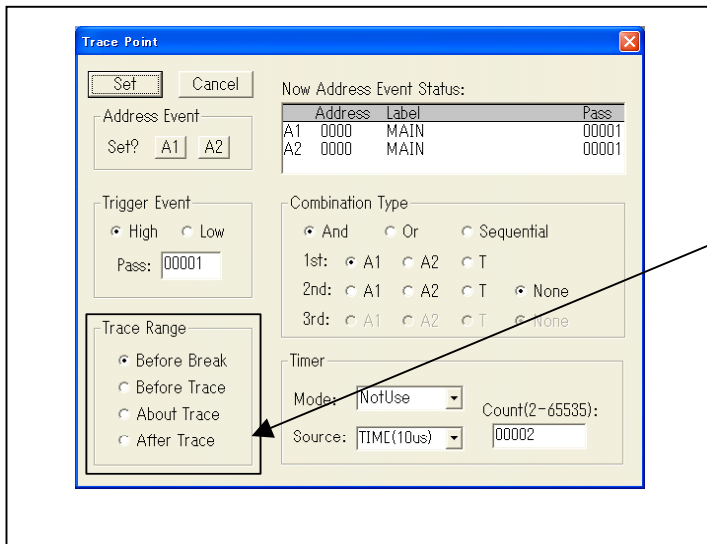 Trace Point
Set Cancel
Address Event
Set? A1 A2
Now Address Event Status:
Address Label Pass
A1 0000 MAIN 00001
A2 0000 MAIN 00001
Trigger Event
High Low
Pass: 00001
Combination Type
And Or Sequential
1st: A1 A2 T
2nd: A1 A2 T None
3rd: A1 A2 T None
Trace Range
Before Break
Before Trace
About Trace
After Trace
Timer
Mode: NotUse
Count(2-65535):
Source: TIM(10us) 00002